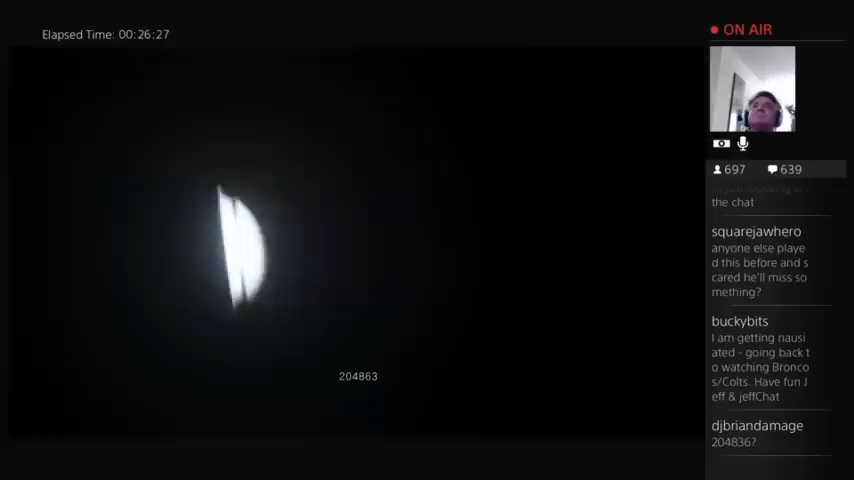 Elapsed Time: 00:26:27
ON AIR
697 639
the chat
squarejawhero
anyone else playe
d this before and s
cared he'll miss so
mething?
buckybits
I am getting nausi
ated - going back t
o watching Bronco
s/Colts. Have fun J
eff & jeffChat
djbriandamage
204836?
204863